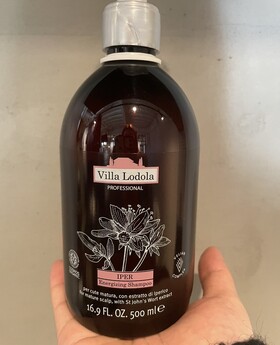 Villa Lodola
PROFESSIONAL
IPER
Energizing Shampoo
per cute matura, con estratto di Iperico
for mature scalp, with St John's Wort extract
16.9 FL. OZ. 500 ml e